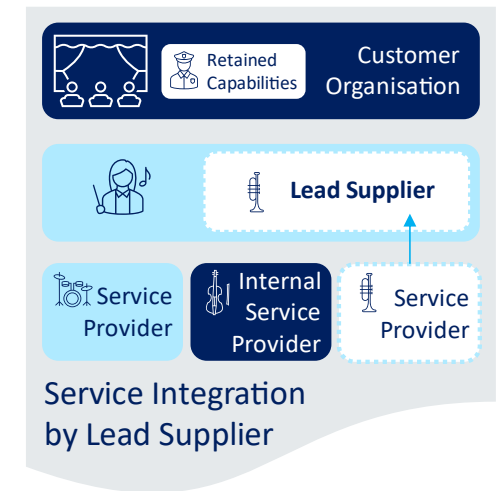 Retained
Capabilities
Customer
Organisation
Lead Supplier
Service
Provider
Internal
Service
Provider
Service
Provider
Service Integration
by Lead Supplier